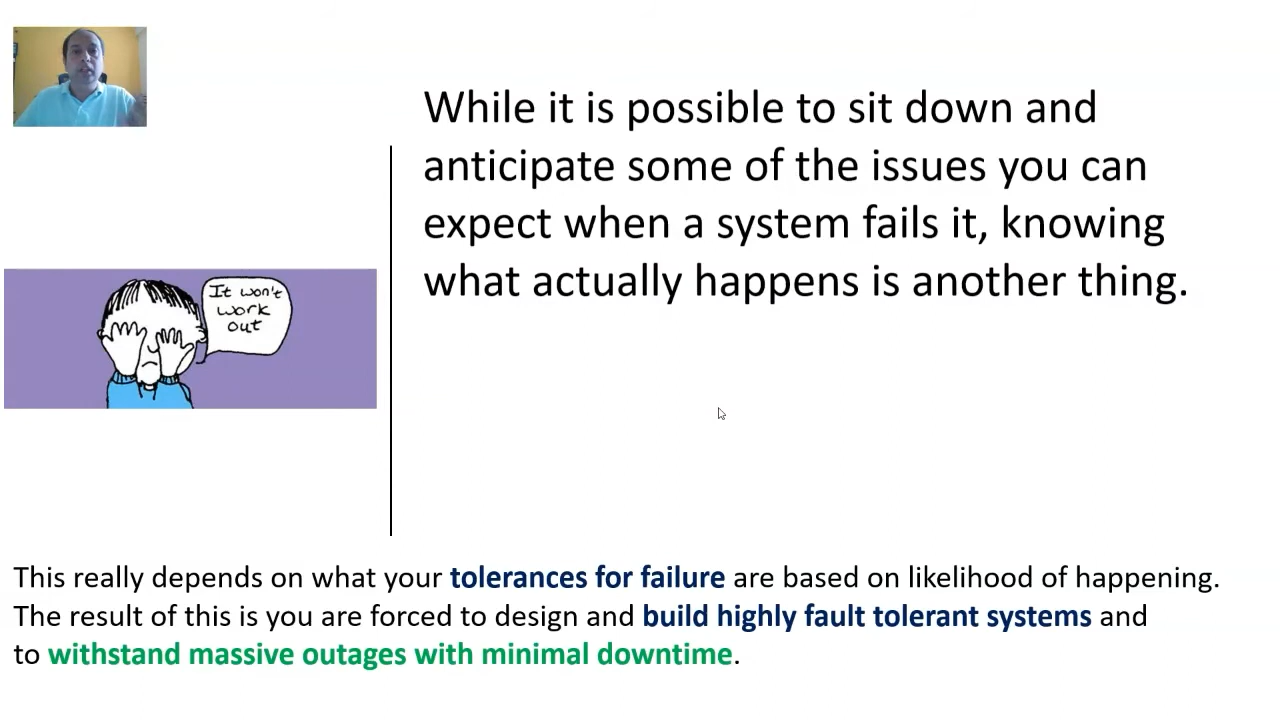 While it is possible to sit down and
anticipate some of the issues you can
expect when a system fails it, knowing
what actually happens is another thing.
It won't
work
out
This really depends on what your tolerances for failure are based on likelihood of happening.
The result of this is you are forced to design and build highly fault tolerant systems and
to withstand massive outages with minimal downtime.